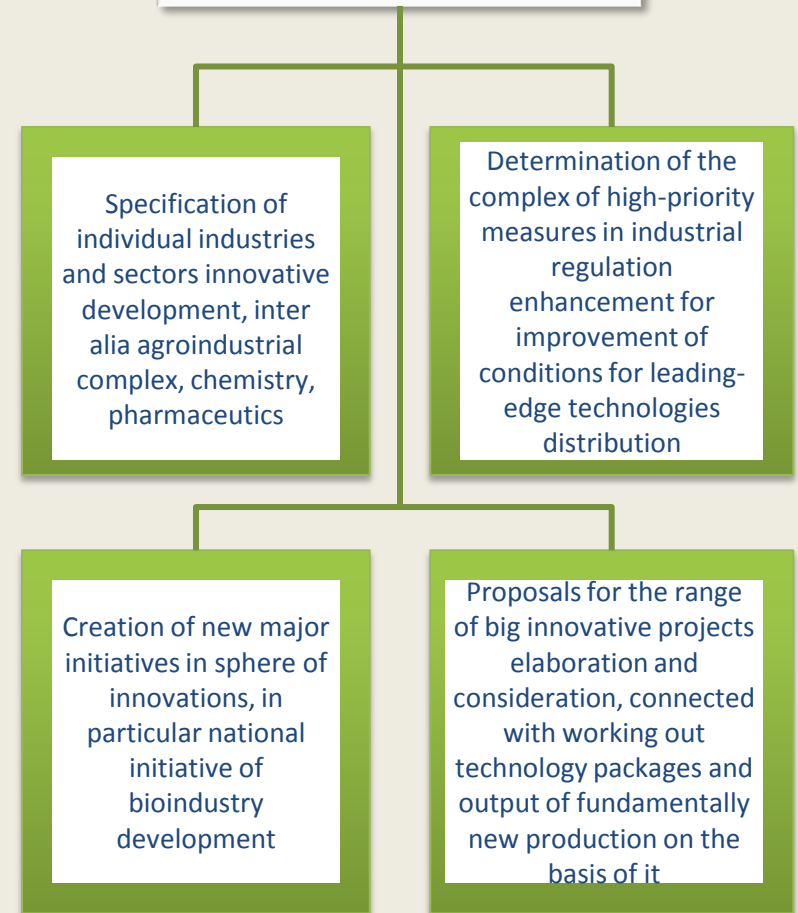 Specification of
individual industries
and sectors innovative
development, inter
alia agroindustrial
complex, chemistry,
pharmaceutics
Determination of the
complex of high-priority
measures in industrial
regulation
enhancement for
improvement of
conditions for leading-
edge technologies
distribution
Creation of new major
initiatives in sphere of
innovations, in
particular national
initiative of
bioindustry
development
Proposals for the range
of big innovative projects
elaboration and
consideration, connected
with working out
technology packages and
output of fundamentally
new production on the
basis of it